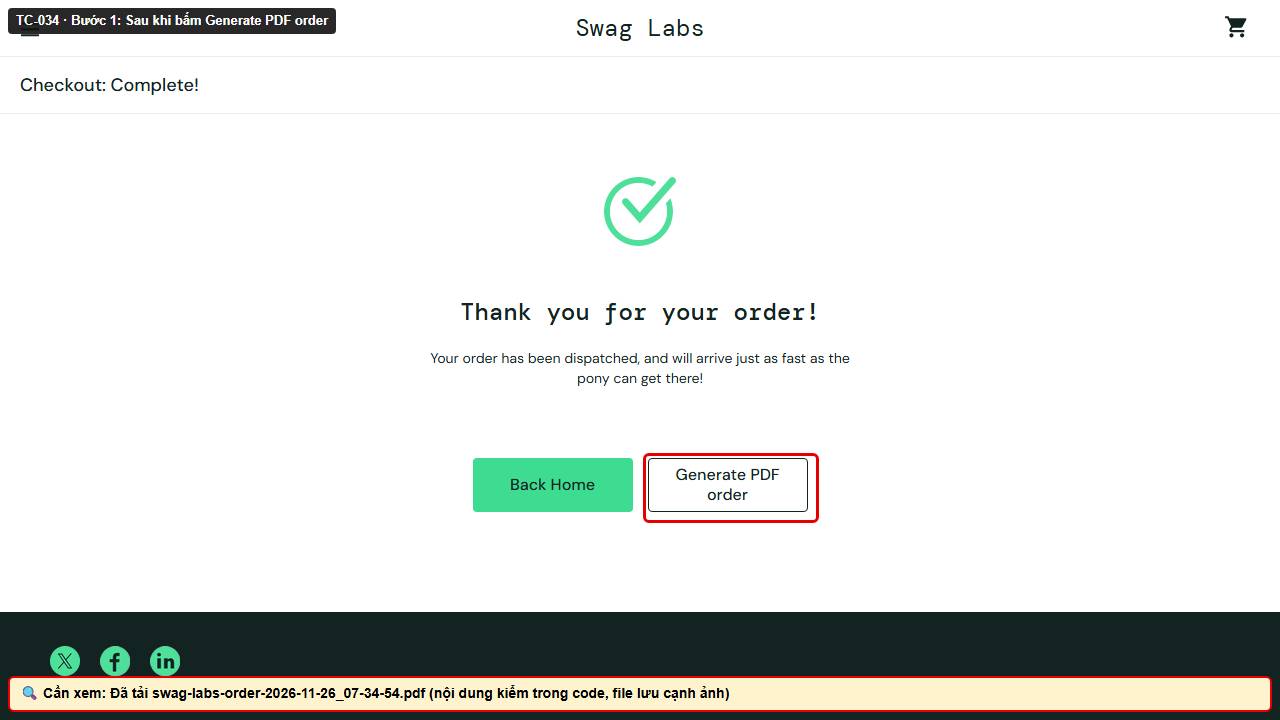 TC-034 · Bước 1: Sau khi bấm Generate PDF order
Swag Labs
Checkout: Complete!
Thank you for your order!
Your order has been dispatched, and will arrive just as fast as the
pony can get there!
Back Home
Generate PDF
order
Cần xem: Đã tải swag-labs-order-2026-11-26_07-34-54.pdf (nội dung kiểm trong code, file lưu cạnh ảnh)